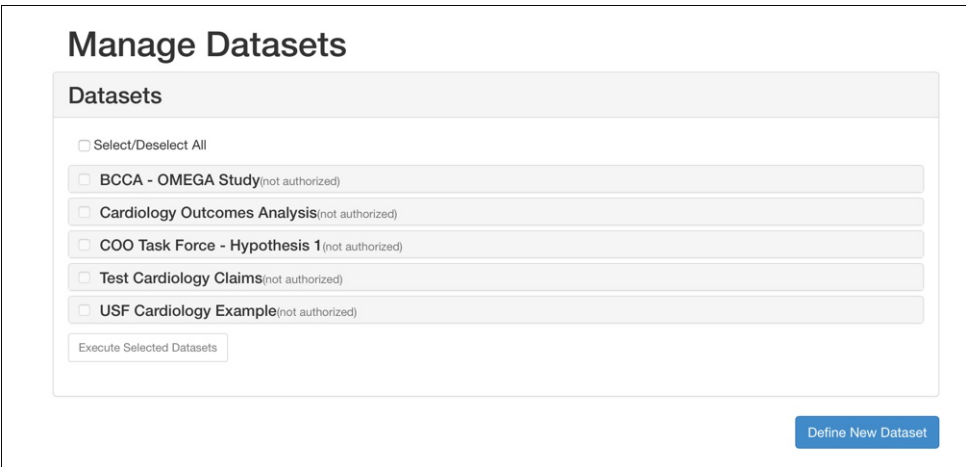 Manage Datasets
Datasets
Select/Deselect All
BCCA - OMEGA Study(not authorized)
Cardiology Outcomes Analysis(not authorized)
COO Task Force - Hypothesis 1(not authorized)
Test Cardiology Claims(not authorized)
USF Cardiology Example(not authorized)
Execute Selected Datasets
Define New Dataset